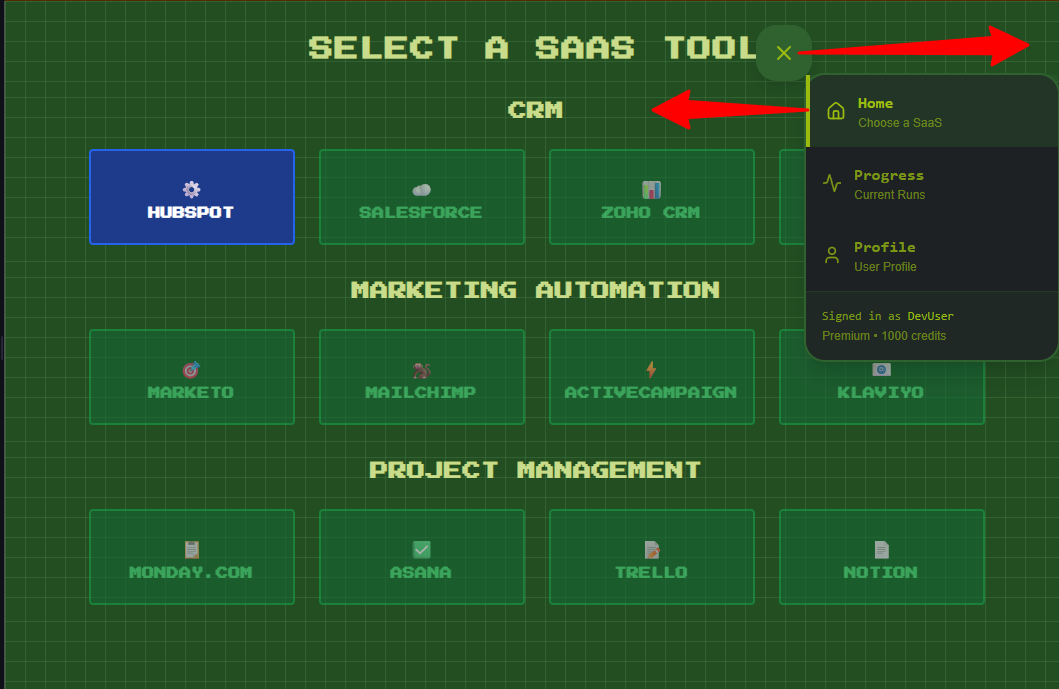 SELECT A SAAS TOOL
CRM
Home
Choose a SaaS
Progress
Current Runs
Profile
User Profile
Signed in as DevUser
Premium • 1000 credits
HUBSPOT
SALESFORCE
ZOHO CRM
MARKETING AUTOMATION
MARKETO
MAILCHIMP
ACTIVECAMPAIGN
KLAVIYO
PROJECT MANAGEMENT
MONDAY.COM
ASANA
TRELLO
NOTION